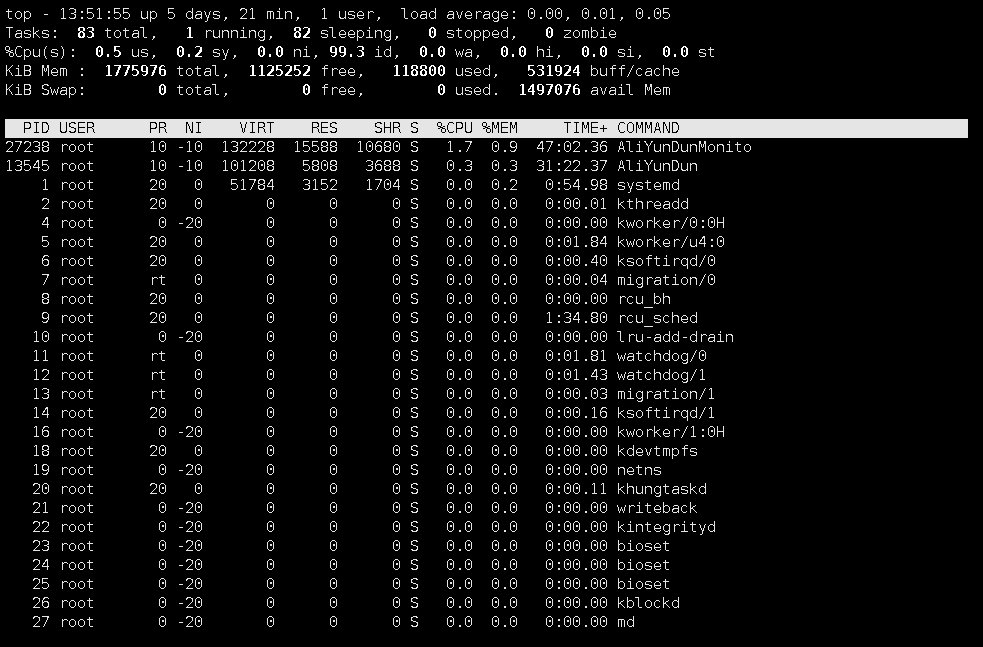 top - 13:51:55 up 5 days, 21 min,  1 user,  load average: 0.00, 0.01, 0.05
Tasks:  83 total,   1 running,  82 sleeping,   0 stopped,   0 zombie
%Cpu(s):  0.5 us,  0.2 sy,  0.0 ni, 99.3 id,  0.0 wa,  0.0 hi,  0.0 si,  0.0 st
KiB Mem :  1775976 total,  1125252 free,   118800 used,   531924 buff/cache
KiB Swap:        0 total,        0 free,        0 used.  1497076 avail Mem
  PID USER      PR  NI    VIRT    RES    SHR S  %CPU %MEM     TIME+ COMMAND
27238 root      10 -10  132228  15588  10680 S   1.7  0.9  47:02.36 AliYunDunMonito
13545 root      10 -10  101208   5808   3688 S   0.3  0.3  31:22.37 AliYunDun
    1 root      20   0   51784   3152   1704 S   0.0  0.2   0:54.98 systemd
    2 root      20   0       0      0      0 S   0.0  0.0   0:00.01 kthreadd
    4 root       0 -20       0      0      0 S   0.0  0.0   0:00.00 kworker/0:0H
    5 root      20   0       0      0      0 S   0.0  0.0   0:01.84 kworker/u4:0
    6 root      20   0       0      0      0 S   0.0  0.0   0:00.40 ksoftirqd/0
    7 root      rt   0       0      0      0 S   0.0  0.0   0:00.04 migration/0
    8 root      20   0       0      0      0 S   0.0  0.0   0:00.00 rcu_bh
    9 root      20   0       0      0      0 S   0.0  0.0   1:34.80 rcu_sched
   10 root       0 -20       0      0      0 S   0.0  0.0   0:00.00 lru-add-drain
   11 root      rt   0       0      0      0 S   0.0  0.0   0:01.81 watchdog/0
   12 root      rt   0       0      0      0 S   0.0  0.0   0:01.43 watchdog/1
   13 root      rt   0       0      0      0 S   0.0  0.0   0:00.03 migration/1
   14 root      20   0       0      0      0 S   0.0  0.0   0:00.16 ksoftirqd/1
   16 root       0 -20       0      0      0 S   0.0  0.0   0:00.00 kworker/1:0H
   18 root      20   0       0      0      0 S   0.0  0.0   0:00.00 kdevtmpfs
   19 root       0 -20       0      0      0 S   0.0  0.0   0:00.00 netns
   20 root      20   0       0      0      0 S   0.0  0.0   0:00.11 khungtaskd
   21 root       0 -20       0      0      0 S   0.0  0.0   0:00.00 writeback
   22 root       0 -20       0      0      0 S   0.0  0.0   0:00.00 kintegrityd
   23 root       0 -20       0      0      0 S   0.0  0.0   0:00.00 bioset
   24 root       0 -20       0      0      0 S   0.0  0.0   0:00.00 bioset
   25 root       0 -20       0      0      0 S   0.0  0.0   0:00.00 bioset
   26 root       0 -20       0      0      0 S   0.0  0.0   0:00.00 kblockd
   27 root       0 -20       0      0      0 S   0.0  0.0   0:00.00 md